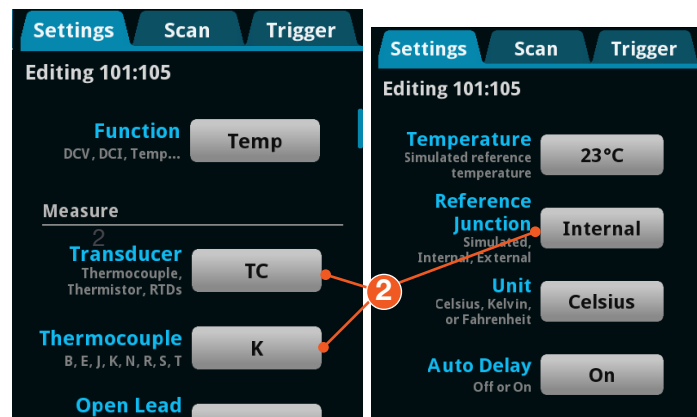 Settings Scan Trigger
Editing 101:105
Function
DCV, DCI, Temp...
Temp
Measure
2
Transducer
Thermocouple,
Thermistor, RTDs
TC
Thermocouple
B, E, J, K, N, R, S, T
K
Open Lead
Settings Scan Trigger
Editing 101:105
Temperature
Simulated reference
temperature
23°C
Reference
Junction
Simulated,
Internal, External
Internal
Unit
Celsius, Kelvin,
or Fahrenheit
Celsius
Auto Delay
Off or On
On
2